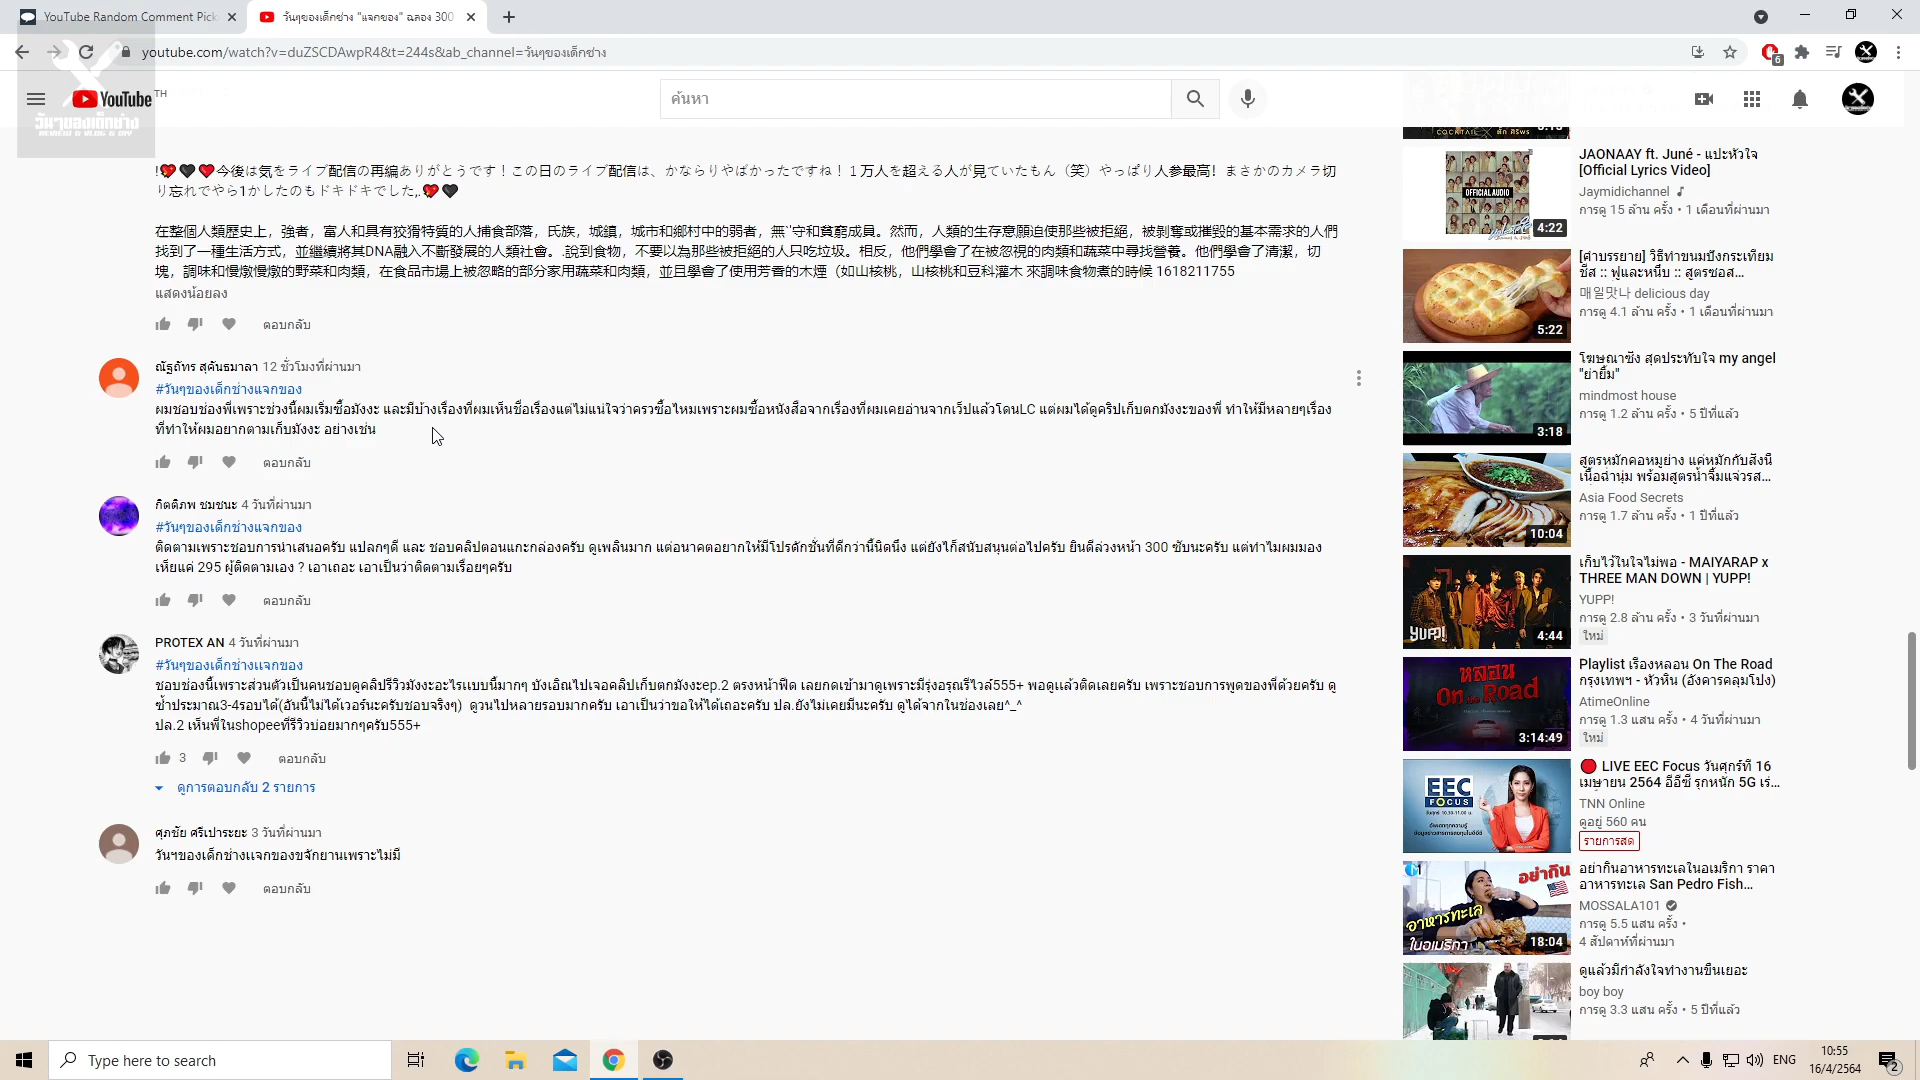 YouTube Random Comment Pick
วันๆของเด็กช่าง "แจกของ" ฉลอง 300
youtube.com/watch?v=duZSCDAwpR4&t=244s&ab_channel=วันๆของเด็กช่าง
6
YouTube TH
ค้นหา
วันๆของเด็กช่าง
REVIEW & VLOG & DIY
!💖🖤❤️今後は気をライブ配信の再編ありがとうです！この日のライブ配信は、かならりやばかったですね！１万人を超える人が見ていたもん（笑）やっぱり人参最高！まさかのカメラ切
り忘れでやら1かしたのもドキドキでした,.💖🖤
在整個人類歷史上，強者，富人和具有狡猾特質的人捕食部落，氏族，城鎮，城市和鄉村中的弱者，無`'守和貧窮成員。然而，人類的生存意願迫使那些被拒絕，被剝奪或摧毀的基本需求的人們
找到了一種生活方式，並繼續將其DNA融入不斷發展的人類社會。.說到食物，不要以為那些被拒絕的人只吃垃圾。相反，他們學會了在被忽視的肉類和蔬菜中尋找營養。他們學會了清潔，切
塊，調味和慢燉慢燉的野菜和肉類，在食品市場上被忽略的部分家用蔬菜和肉類，並且學會了使用芳香的木煙（如山核桃，山核桃和豆科灌木 來調味食物煮的時候 1618211755
แสดงน้อยลง
ตอบกลับ
ณัฐถัทร สุคันธมาลา 12 ชั่วโมงที่ผ่านมา
#วันๆของเด็กช่างแจกของ
ผมชอบช่องพี่เพราะช่วงนี้ผมเริ่มซื้อมังงะ และมีบ้างเรื่องที่ผมเห็นชื่อเรื่องแต่ไม่แน่ใจว่าควรซื้อไหมเพราะผมซื้อหนังสือจากเรื่องที่ผมเคยอ่านจากเว็ปแล้วโดนLC แต่ผมได้ดูคริปเก็บตกมังงะของพี่ ทำให้มีหลายๆเรื่อง
ที่ทำให้ผมอยากตามเก็บมังงะ อย่างเช่น
ตอบกลับ
กิตติภพ ชมชนะ 4 วันที่ผ่านมา
#วันๆของเด็กช่างแจกของ
ติดตามเพราะชอบการนำเสนอครับ แปลกๆดี และ ชอบคลิปตอนแกะกล่องครับ ดูเพลินมาก แต่อนาคตอยากให้มีโปรดักชั่นที่ดีกว่านี้นิดนึง แต่ยังไก็สนับสนุนต่อไปครับ ยินดีล่วงหน้า 300 ซับนะครับ แต่ทำไมผมมอง
เห็ยแค่ 295 ผู้ติดตามเอง ? เอาเถอะ เอาเป็นว่าติดตามเรื่อยๆครับ
ตอบกลับ
PROTEX AN 4 วันที่ผ่านมา
#วันๆของเด็กช่างแจกของ
ชอบช่องนี้เพราะส่วนตัวเป็นคนชอบดูคลิปรีวิวมังงะอะไรแบบนี้มากๆ บังเอิณไปเจอคลิปเก็บตกมังงะep.2 ตรงหน้าฟีด เลยกดเข้ามาดูเพราะมีรุ่งอรุณรีไวล์555+ พอดูแล้วติดเลยครับ เพราะชอบการพูดของพี่ด้วยครับ ดู
ซ้ำประมาณ3-4รอบได้(อันนี้ไม่ได้เวอร์นะครับชอบจริงๆ)  ดูวนไปหลายรอบมากครับ เอาเป็นว่าขอให้ได้เถอะครับ ปล.ยังไม่เคยมีนะครับ ดูได้จากในช่องเลย^_^
ปล.2 เห็นพี่ในshopeeที่รีวิวบ่อยมากๆครับ555+
3 ตอบกลับ
ดูการตอบกลับ 2 รายการ
ศุภชัย ศรีเปาระยะ 3 วันที่ผ่านมา
วันฯของเด็กช่างแจกของขจักยานเพราะไม่มี
ตอบกลับ
JAONAAY ft. Juné - แปะหัวใจ
[Official Lyrics Video]
Jaymidichannel
การดู 15 ล้าน ครั้ง • 1 เดือนที่ผ่านมา
OFFICIAL AUDIO
4:22
[คำบรรยาย] วิธีทำขนมปังกระเทียม
ชีส :: ฟูและหนึบ :: สูตรซอส...
매일맛나 delicious day
การดู 4.1 ล้าน ครั้ง • 1 เดือนที่ผ่านมา
5:22
โฆษณาซึ้ง สุดประทับใจ my angel
"ย่ายิ้ม"
mindmost house
การดู 1.2 ล้าน ครั้ง • 5 ปีที่แล้ว
3:18
สูตรหมักคอหมูย่าง แค่หมักกับสิ่งนี้
เนื้อฉ่ำนุ่ม พร้อมสูตรน้ำจิ้มแจ่วรส...
Asia Food Secrets
การดู 1.7 ล้าน ครั้ง • 1 ปีที่แล้ว
10:04
เก็บไว้ในใจไม่พอ - MAIYARAP x
THREE MAN DOWN | YUPP!
YUPP!
การดู 2.8 ล้าน ครั้ง • 3 วันที่ผ่านมา
ใหม่
YUPP!
4:44
Playlist เรื่องหลอน On The Road
กรุงเทพฯ - หัวหิน (อังคารคลุมโปง)
AtimeOnline
การดู 1.3 แสน ครั้ง • 4 วันที่ผ่านมา
ใหม่
หลอน
On the Road
3:14:49
🔴 LIVE EEC Focus วันศุกร์ที่ 16
เมษายน 2564 อีอีซี รุกหนัก 5G เร่...
TNN Online
ดูอยู่ 560 คน
รายการสด
EEC
FOCUS
อย่ากินอาหารทะเลในอเมริกา ราคา
อาหารทะเล San Pedro Fish...
MOSSALA101
การดู 5.5 แสน ครั้ง •
4 สัปดาห์ที่ผ่านมา
อย่ากิน
อาหารทะเล
ในอเมริกา
18:04
ดูแล้วมีกำลังใจทำงานขึ้นเยอะ
boy boy
การดู 3.3 แสน ครั้ง • 5 ปีที่แล้ว
Type here to search
ENG
10:55
16/4/2564
2